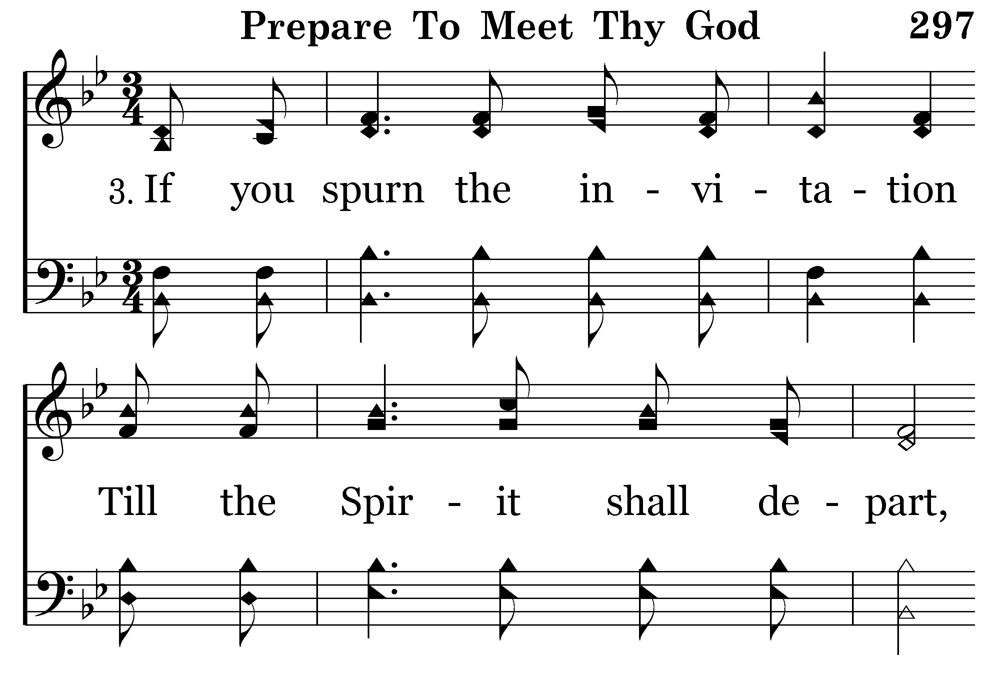 Prepare To Meet Thy God 297
3. If you spurn the in - vi - ta - tion
Till the Spir - it shall de - part,